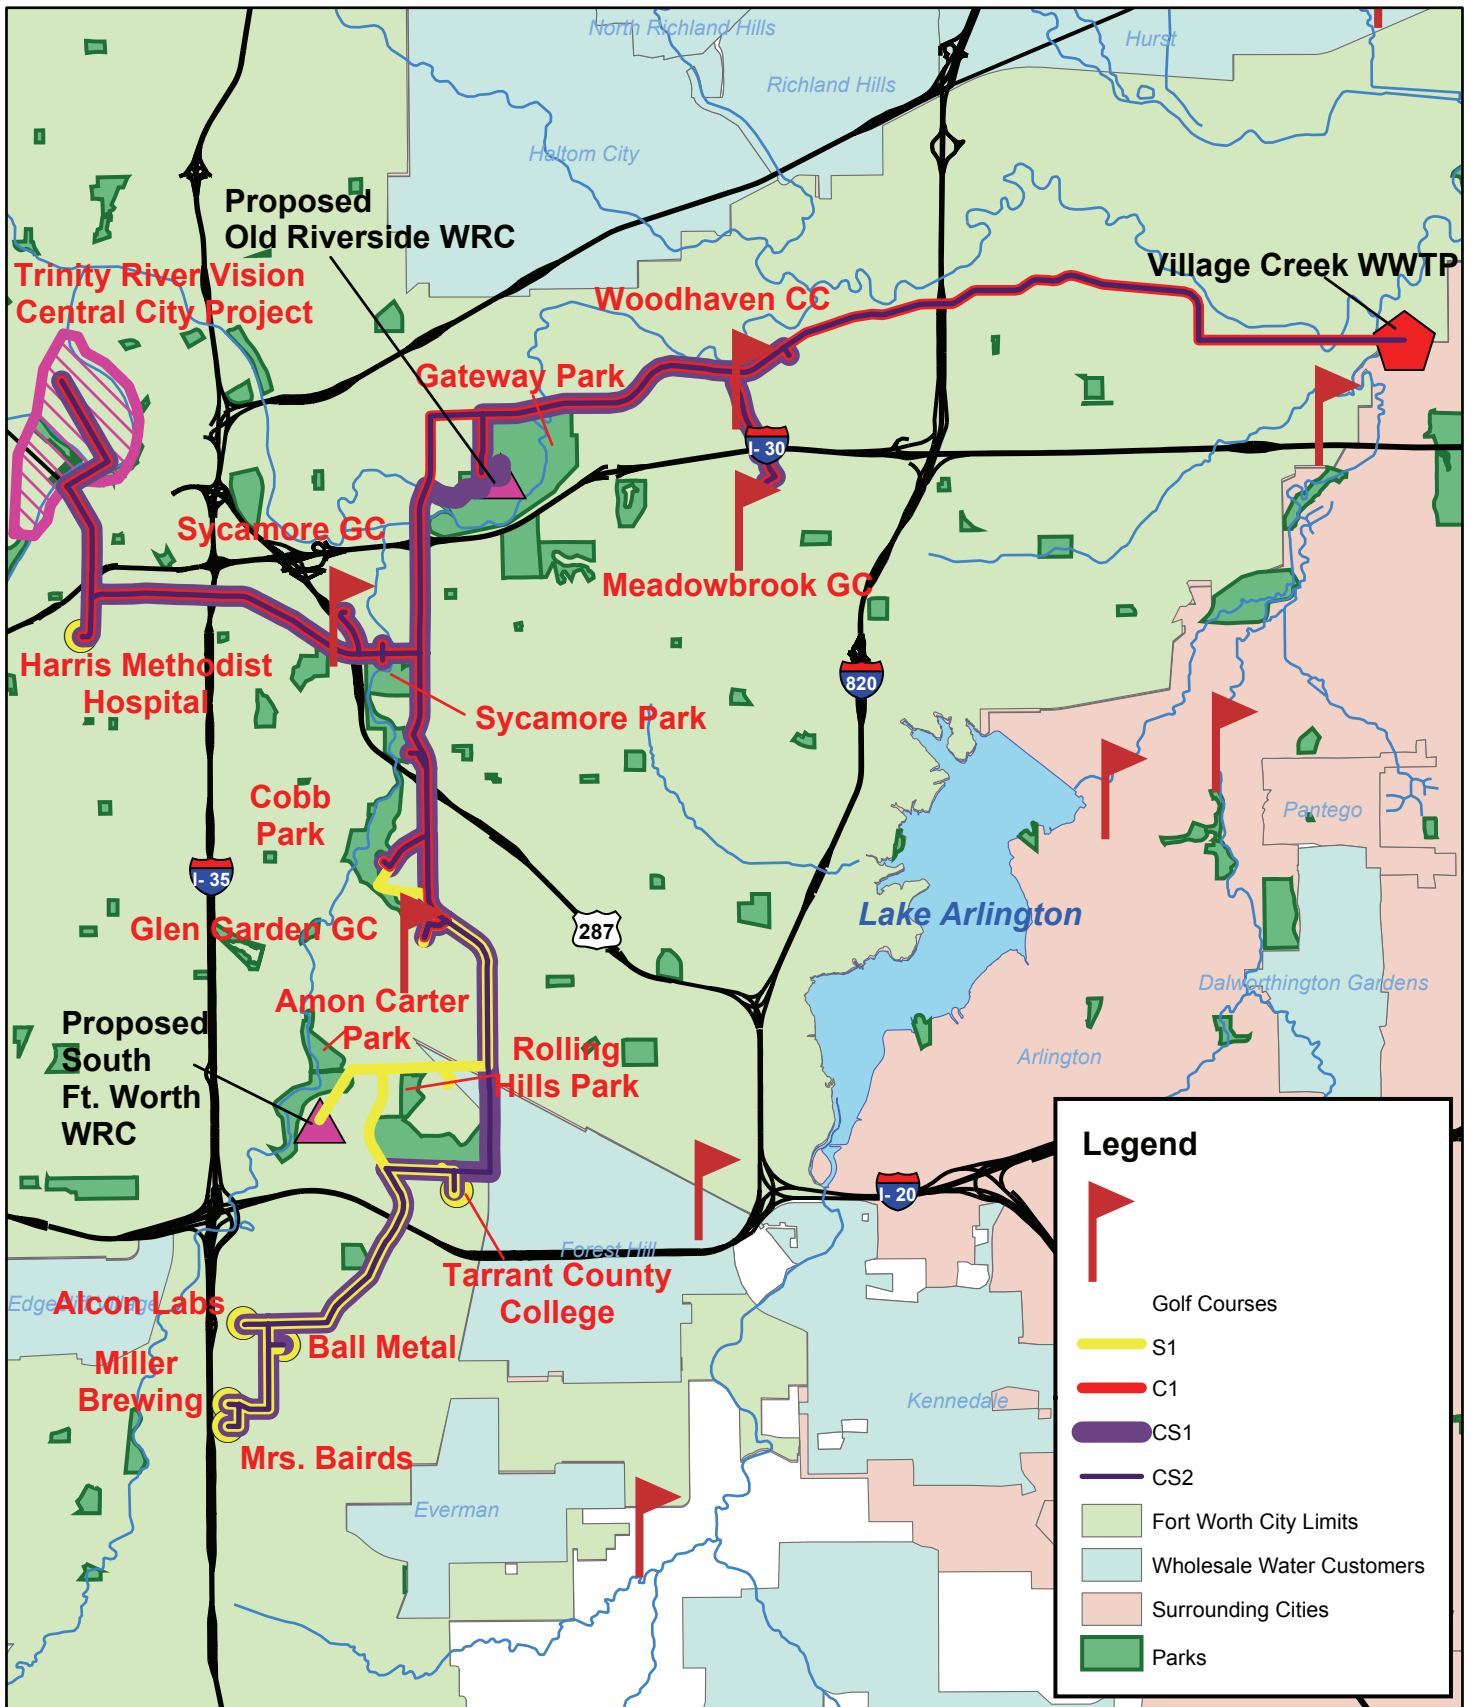 North Richland Hills
Hurst
Richland Hills
Haltom City
Proposed
Old Riverside WRC
Village Creek WWTP
Trinity River Vision
Central City Project
Woodhaven CC
Gateway Park
I- 30
Sycamore GC
Meadowbrook GC
Harris Methodist
Hospital
820
Sycamore Park
Cobb
Park
Pantego
I- 35
Glen Garden GC
287
Lake Arlington
Dalworthington Gardens
Amon Carter
Park
Proposed
South
Ft. Worth
WRC
Rolling
Hills Park
Arlington
I- 20
Forest Hill
Tarrant County
College
Edgecliff Village
Alcon Labs
Ball Metal
Miller
Brewing
Mrs. Bairds
Kennedale
Everman
Legend
Golf Courses
S1
C1
CS1
CS2
Fort Worth City Limits
Wholesale Water Customers
Surrounding Cities
Parks